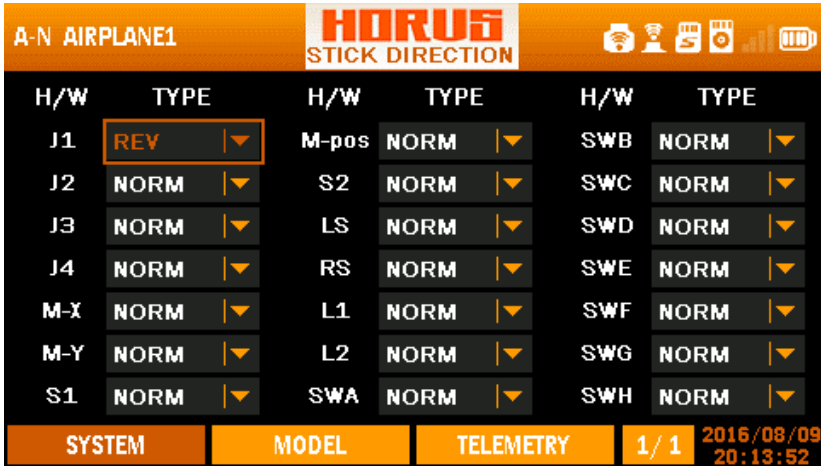 A-N AIRPLANE1
HORUS
STICK DIRECTION
H/W TYPE H/W TYPE H/W TYPE
J1 REV M-pos NORM SWB NORM
J2 NORM S2 NORM SWC NORM
J3 NORM LS NORM SWD NORM
J4 NORM RS NORM SWE NORM
M-X NORM L1 NORM SWF NORM
M-Y NORM L2 NORM SWG NORM
S1 NORM SWA NORM SWH NORM
SYSTEM MODEL TELEMETRY 1/1 2016/08/09
20:13:52